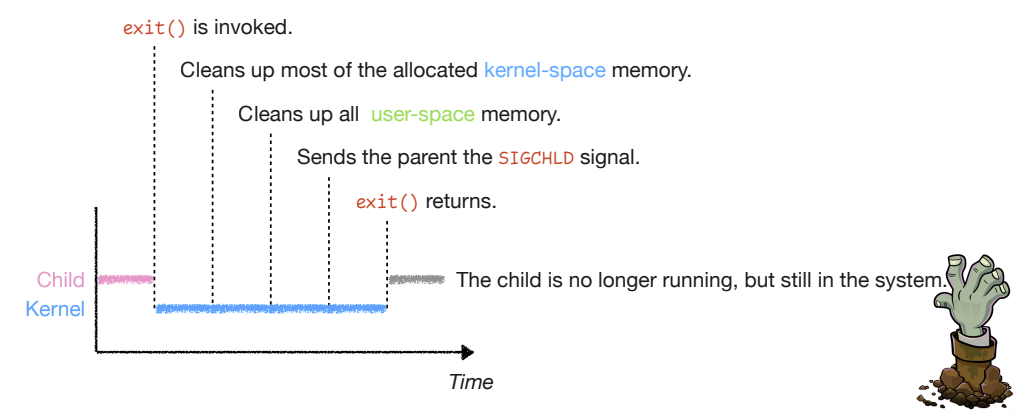 exit() is invoked.
Cleans up most of the allocated kernel-space memory.
Cleans up all user-space memory.
Sends the parent the SIGCHLD signal.
exit() returns.
Child
The child is no longer running, but still in the system.
Kernel
Time